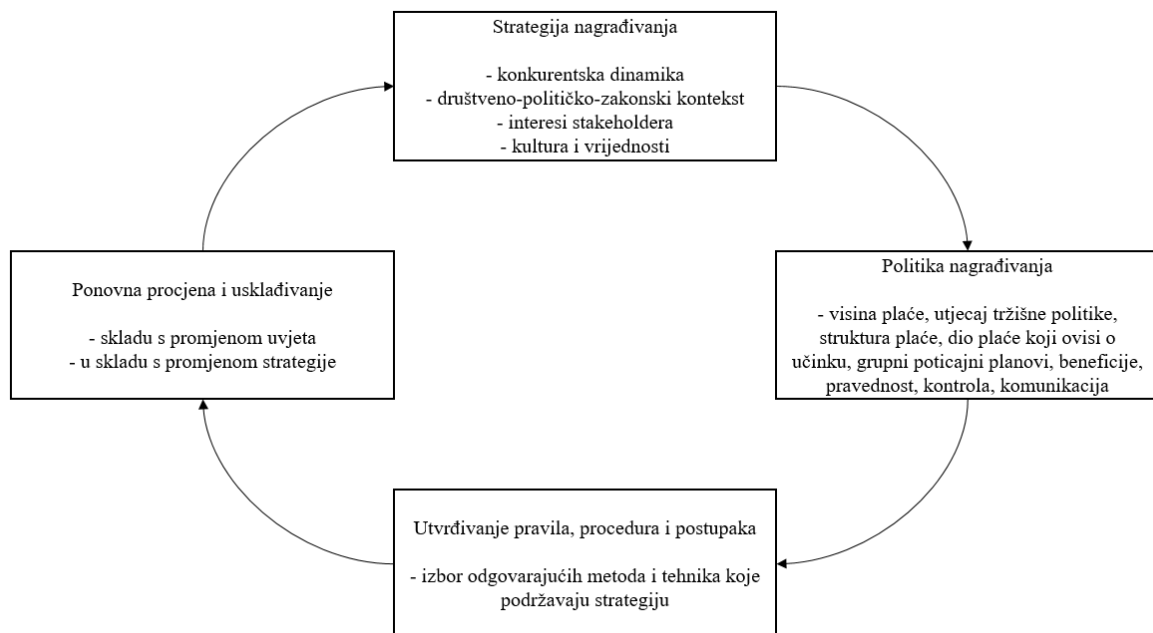 Strategija nagrađivanja
- konkurentska dinamika
- društveno-političko-zakonski kontekst
- interesi stakeholdera
- kultura i vrijednosti
Politika nagrađivanja
- visina plaće, utjecaj tržišne politike,
struktura plaće, dio plaće koji ovisi o
učinku, grupni poticajni planovi, beneficije,
pravednost, kontrola, komunikacija
Utvrđivanje pravila, procedura i postupaka
- izbor odgovarajućih metoda i tehnika koje
podržavaju strategiju
Ponovna procjena i usklađivanje
- skladu s promjenom uvjeta
- u skladu s promjenom strategije